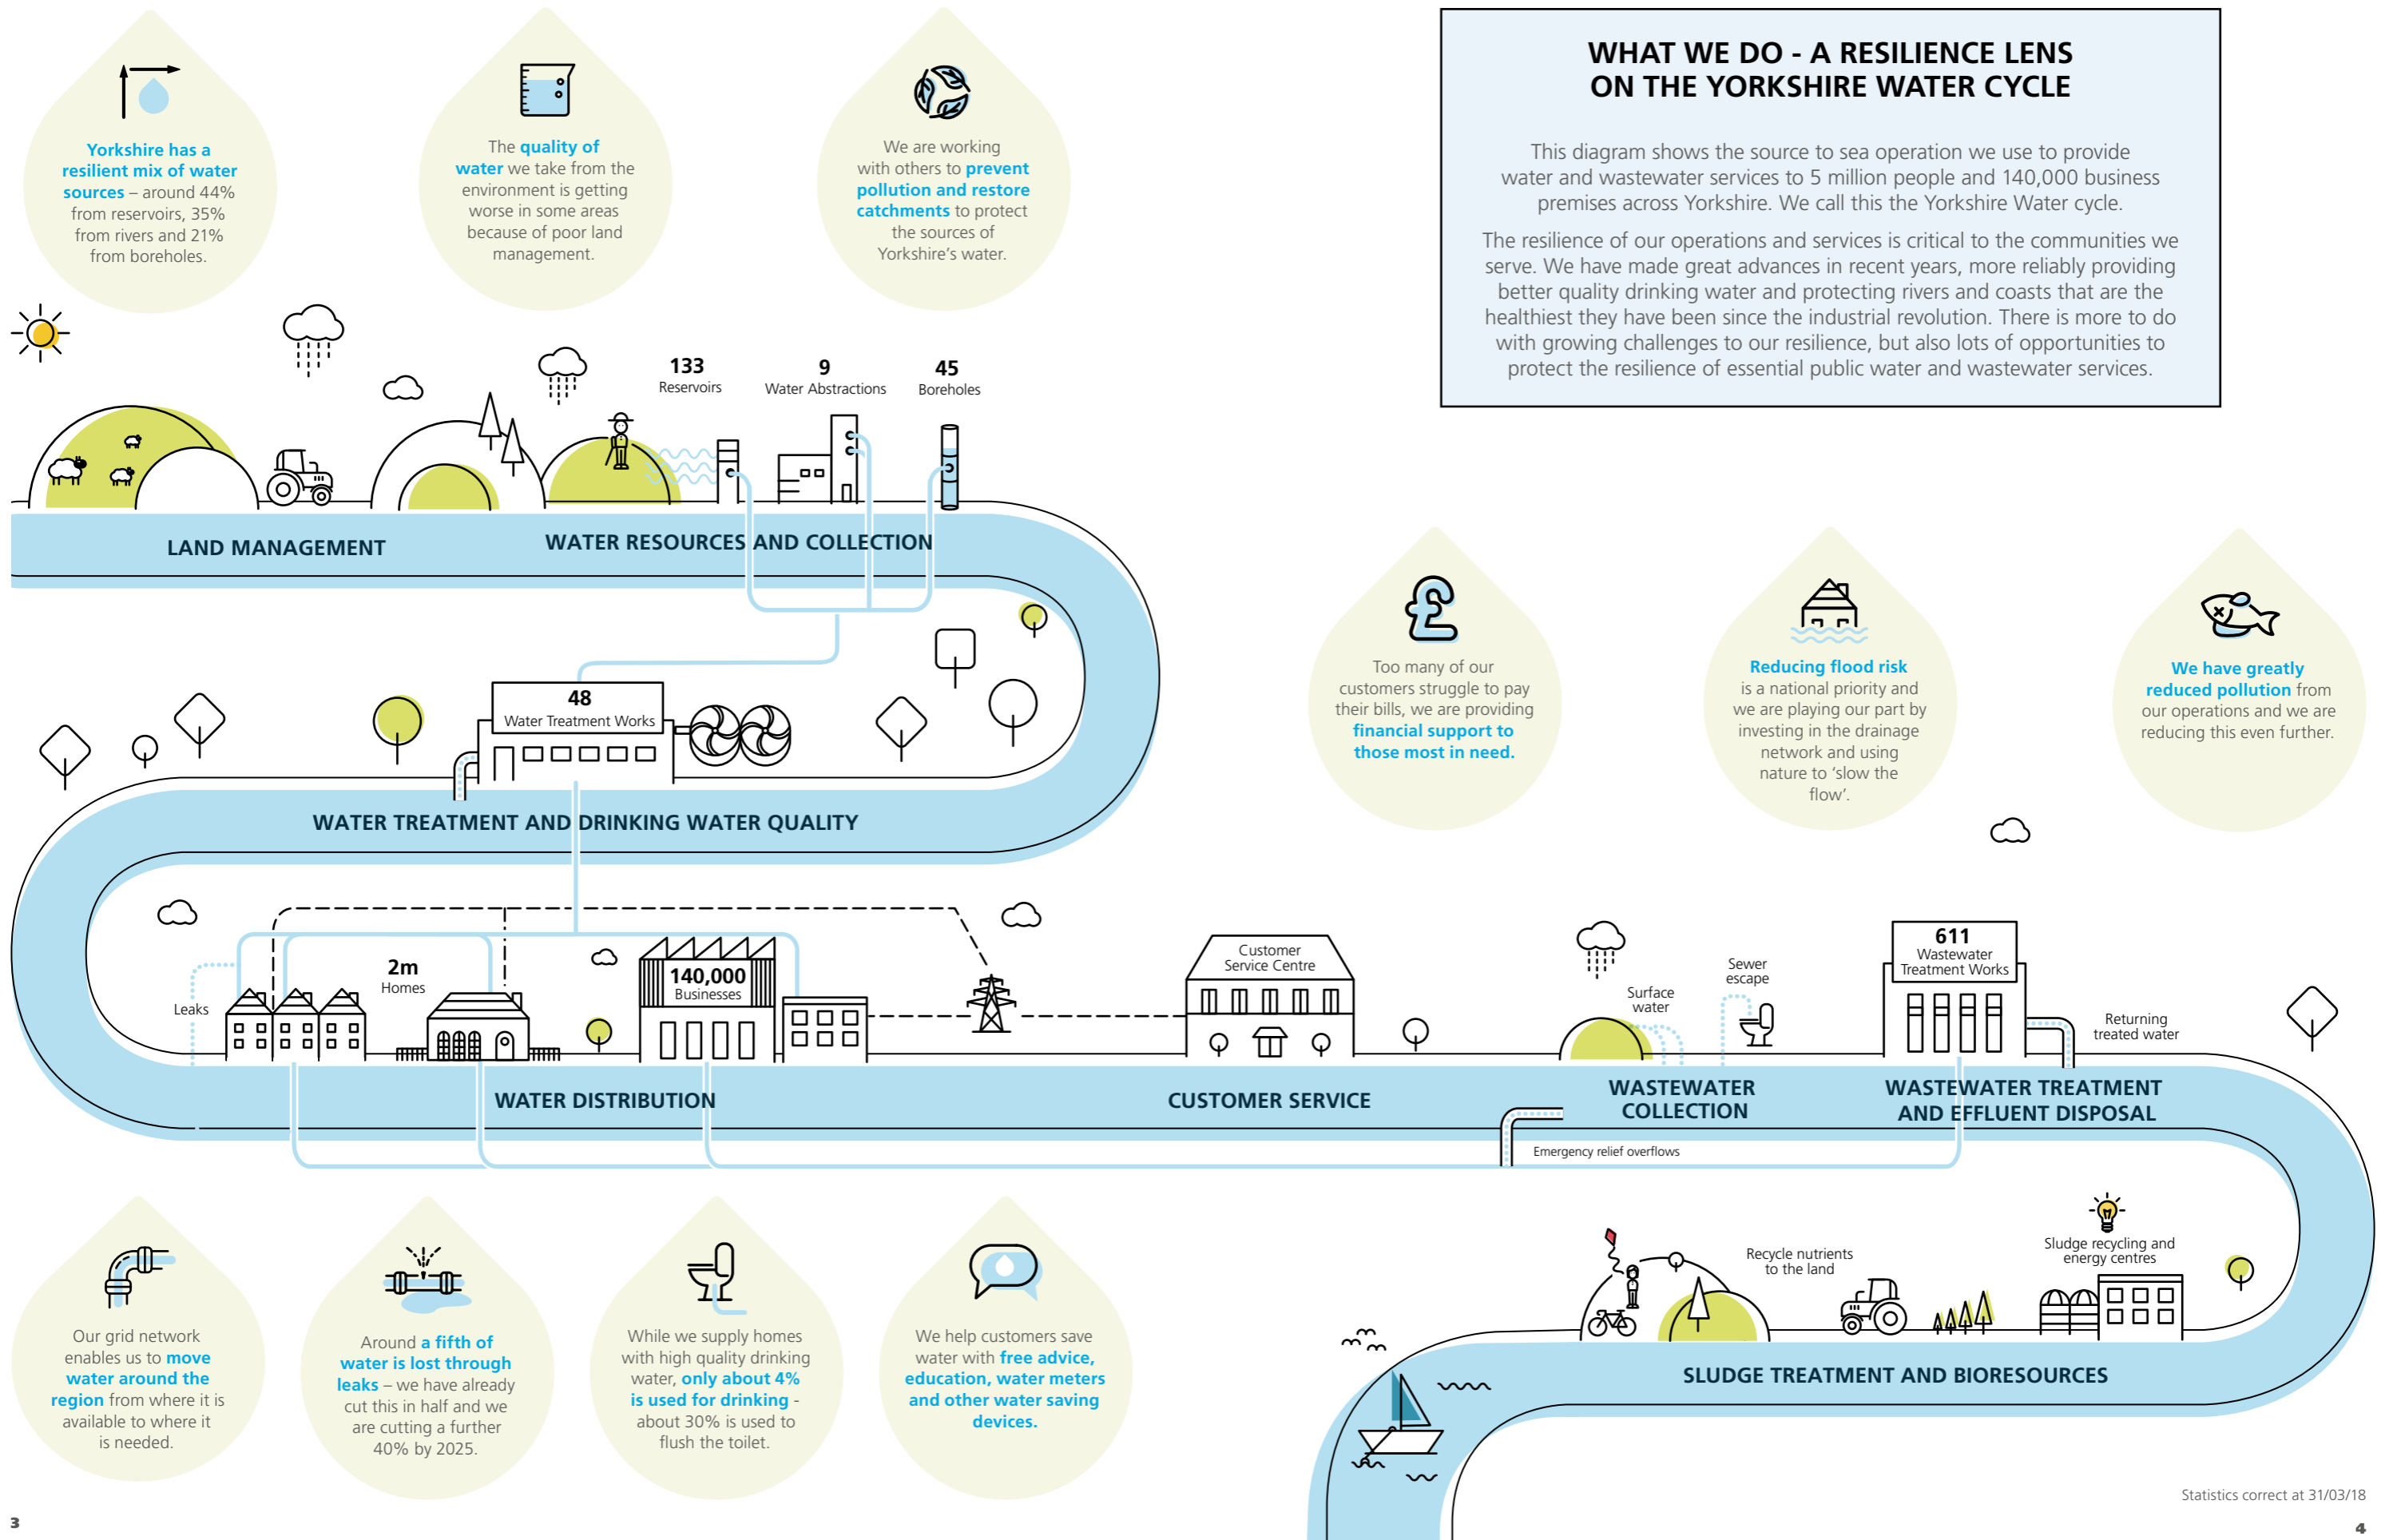 Yorkshire has a
resilient mix of water
sources – around 44%
from reservoirs, 35%
from rivers and 21%
from boreholes.
The quality of
water we take from the
environment is getting
worse in some areas
because of poor land
management.
We are working
with others to prevent
pollution and restore
catchments to protect
the sources of
Yorkshire's water.
WHAT WE DO - A RESILIENCE LENS
ON THE YORKSHIRE WATER CYCLE
This diagram shows the source to sea operation we use to provide
water and wastewater services to 5 million people and 140,000 business
premises across Yorkshire. We call this the Yorkshire Water cycle.
The resilience of our operations and services is critical to the communities we
serve. We have made great advances in recent years, more reliably providing
better quality drinking water and protecting rivers and coasts that are the
healthiest they have been since the industrial revolution. There is more to do
with growing challenges to our resilience, but also lots of opportunities to
protect the resilience of essential public water and wastewater services.
133
Reservoirs
9
Water Abstractions
45
Boreholes
LAND MANAGEMENT
WATER RESOURCES AND COLLECTION
48
Water Treatment Works
WATER TREATMENT AND DRINKING WATER QUALITY
Too many of our
customers struggle to pay
their bills, we are providing
financial support to
those most in need.
Reducing flood risk
is a national priority and
we are playing our part by
investing in the drainage
network and using
nature to ‘slow the
flow’.
We have greatly
reduced pollution from
our operations and we are
reducing this even further.
Leaks
2m
Homes
140,000
Businesses
Customer
Service Centre
Surface
water
Sewer
escape
611
Wastewater
Treatment Works
Returning
treated water
WATER DISTRIBUTION
CUSTOMER SERVICE
WASTEWATER
COLLECTION
WASTEWATER TREATMENT
AND EFFLUENT DISPOSAL
Emergency relief overflows
Our grid network
enables us to move
water around the
region from where it is
available to where it
is needed.
Around a fifth of
water is lost through
leaks – we have already
cut this in half and we
are cutting a further
40% by 2025.
While we supply homes
with high quality drinking
water, only about 4%
is used for drinking -
about 30% is used to
flush the toilet.
We help customers save
water with free advice,
education, water meters
and other water saving
devices.
Recycle nutrients
to the land
Sludge recycling and
energy centres
SLUDGE TREATMENT AND BIORESOURCES
Statistics correct at 31/03/18
3
4